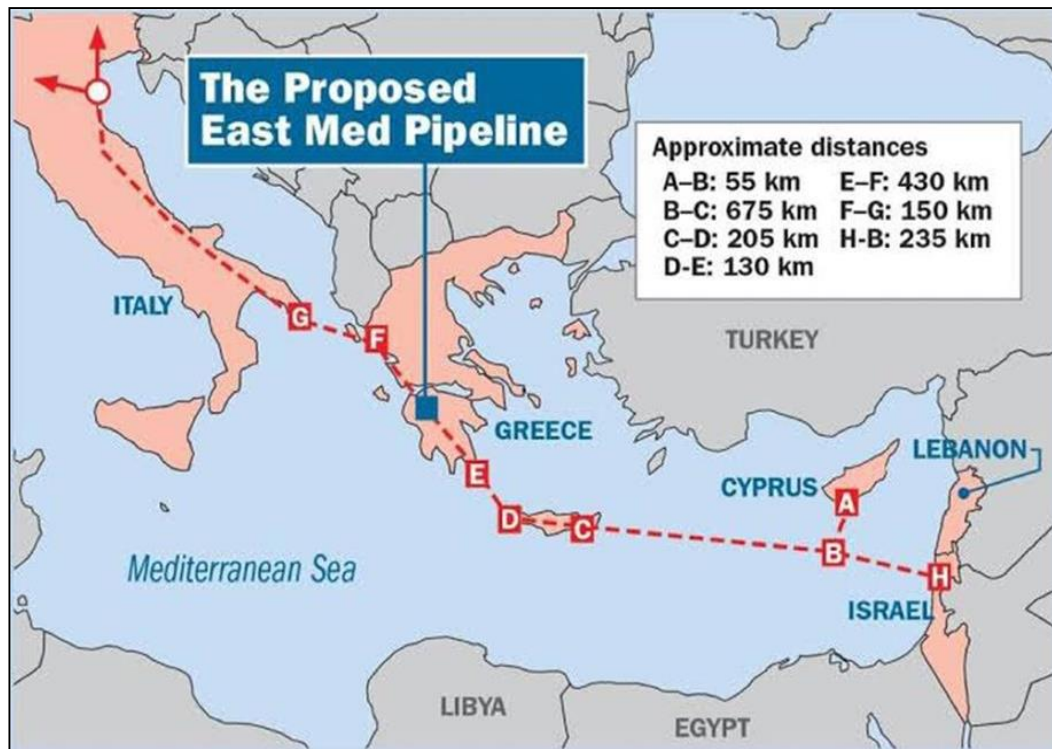 The Proposed
East Med Pipeline
Approximate distances
A–B: 55 km E–F: 430 km
B–C: 675 km F–G: 150 km
C–D: 205 km H-B: 235 km
D-E: 130 km
ITALY
G
F
TURKEY
GREECE
E
D
C
CYPRUS
LEBANON
A
B
H
Mediterranean Sea
ISRAEL
LIBYA
EGYPT